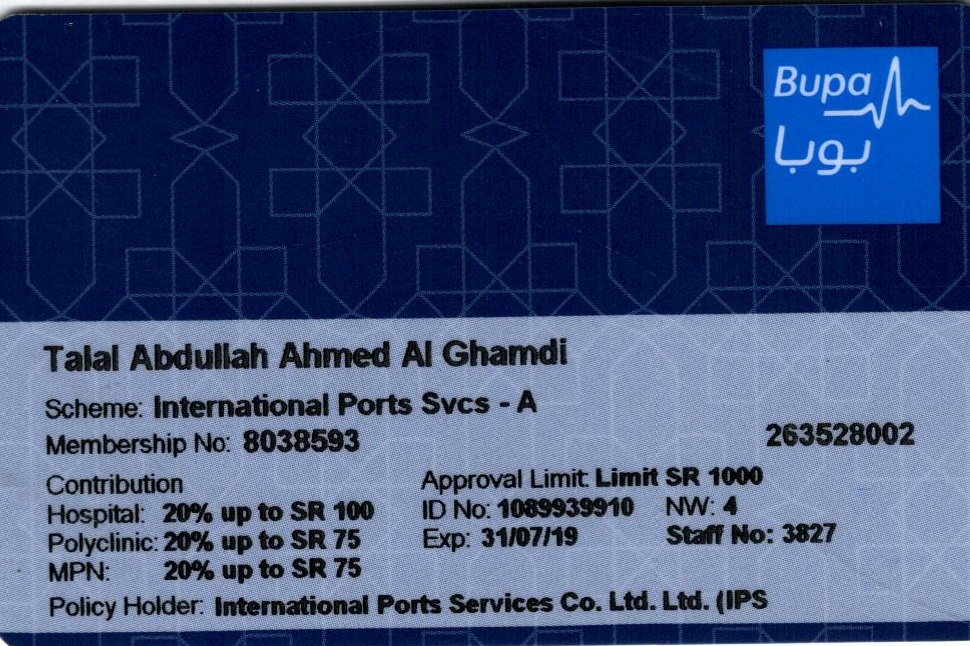 Bupa
بوبا
Talal Abdullah Ahmed Al Ghamdi
Scheme: International Ports Svcs - A
Membership No: 8038593 263528002
Contribution Approval Limit: Limit SR 1000
Hospital: 20% up to SR 100 ID No: 1089939910 NW: 4
Polyclinic: 20% up to SR 75 Exp: 31/07/19 Staff No: 3827
MPN: 20% up to SR 75
Policy Holder: International Ports Services Co. Ltd. Ltd. (IPS